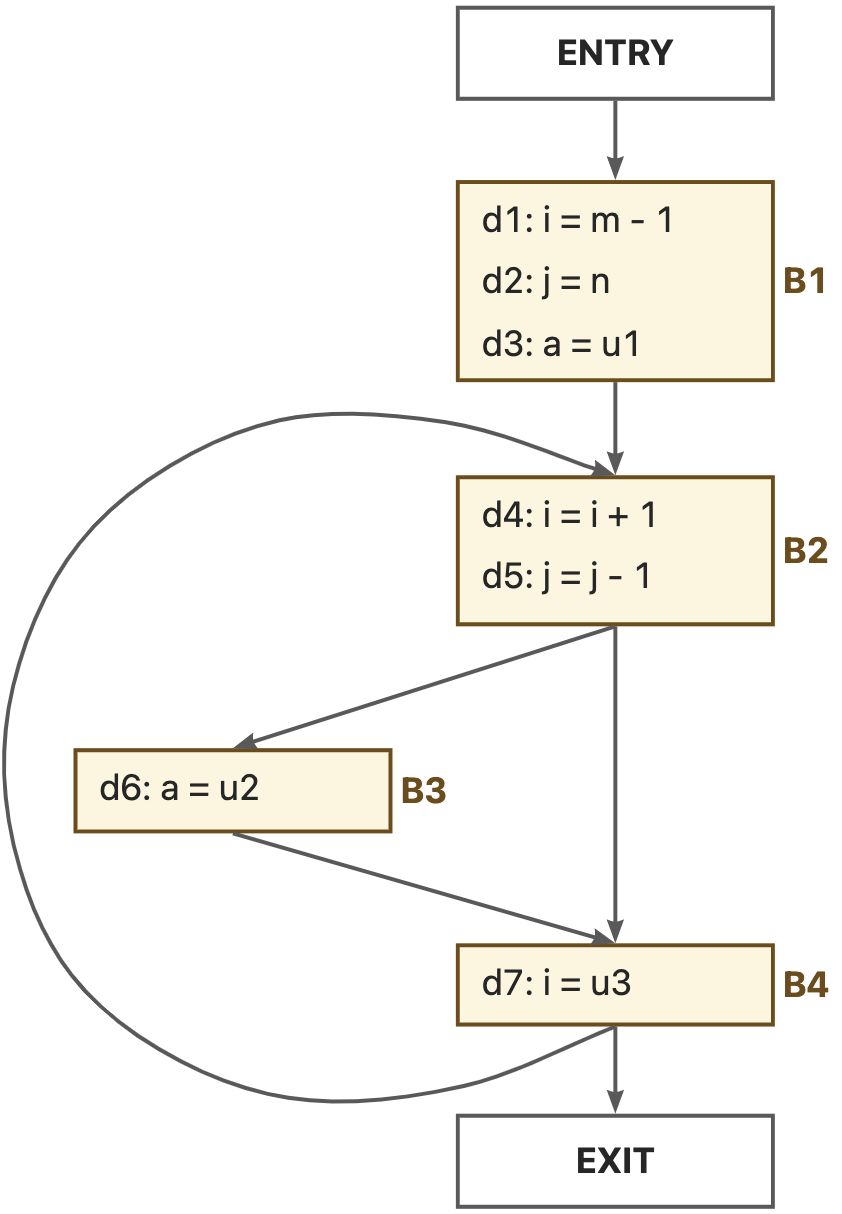 ENTRY
d1: i = m - 1
d2: j = n
d3: a = u1
B1
d4: i = i + 1
d5: j = j - 1
B2
d6: a = u2
B3
d7: i = u3
B4
EXIT